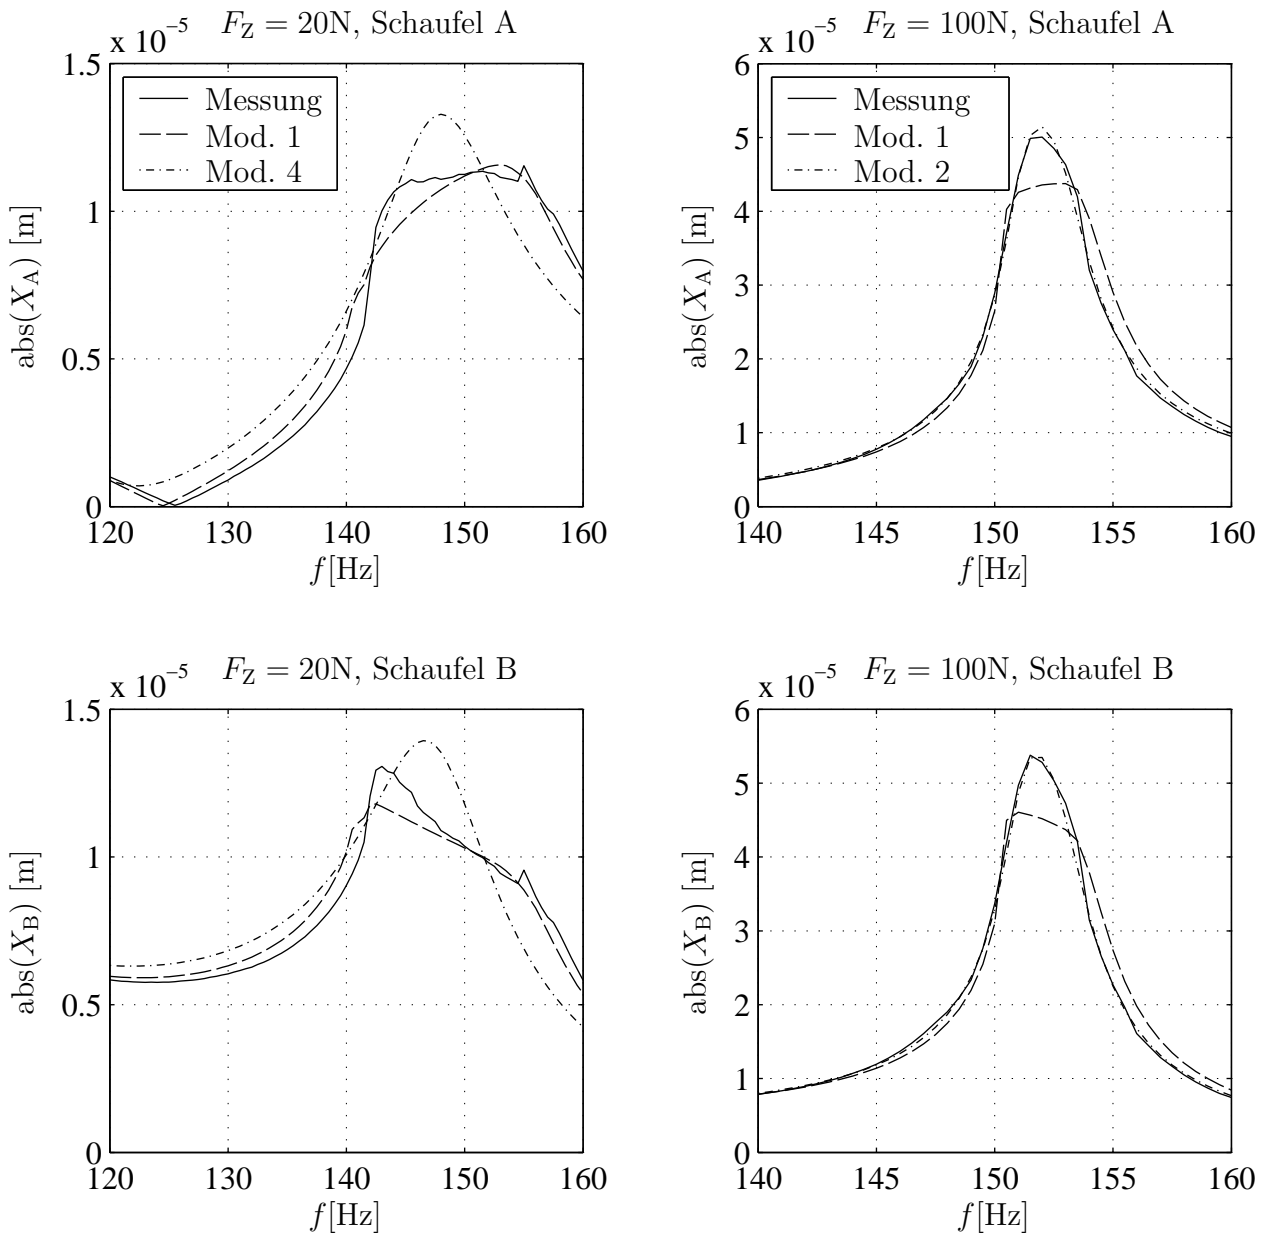 x 10⁻⁵ F_Z = 20N, Schaufel A
1.5
1
0.5
0
Messung
Mod. 1
Mod. 4
abs(X_A) [m]
120 130 140 150 160
f[Hz]
x 10⁻⁵ F_Z = 100N, Schaufel A
6
5
4
3
2
1
0
Messung
Mod. 1
Mod. 2
abs(X_A) [m]
140 145 150 155 160
f[Hz]
x 10⁻⁵ F_Z = 20N, Schaufel B
1.5
1
0.5
0
abs(X_B) [m]
120 130 140 150 160
f[Hz]
x 10⁻⁵ F_Z = 100N, Schaufel B
6
5
4
3
2
1
0
abs(X_B) [m]
140 145 150 155 160
f[Hz]